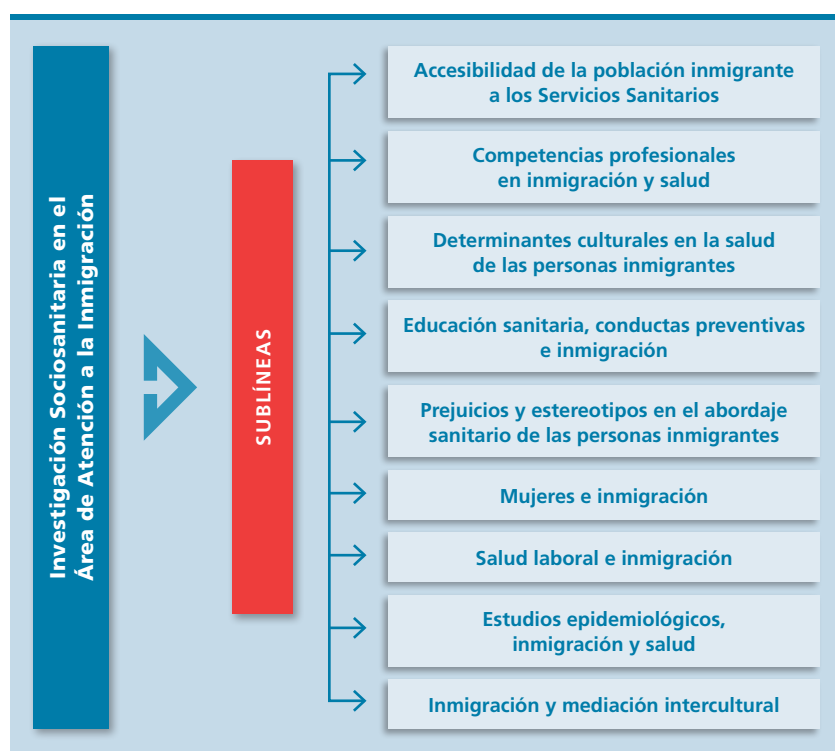 Investigación Sociosanitaria en el
Área de Atención a la Inmigración
SUBLÍNEAS
Accesibilidad de la población inmigrante
a los Servicios Sanitarios
Competencias profesionales
en inmigración y salud
Determinantes culturales en la salud
de las personas inmigrantes
Educación sanitaria, conductas preventivas
e inmigración
Prejuicios y estereotipos en el abordaje
sanitario de las personas inmigrantes
Mujeres e inmigración
Salud laboral e inmigración
Estudios epidemiológicos,
inmigración y salud
Inmigración y mediación intercultural